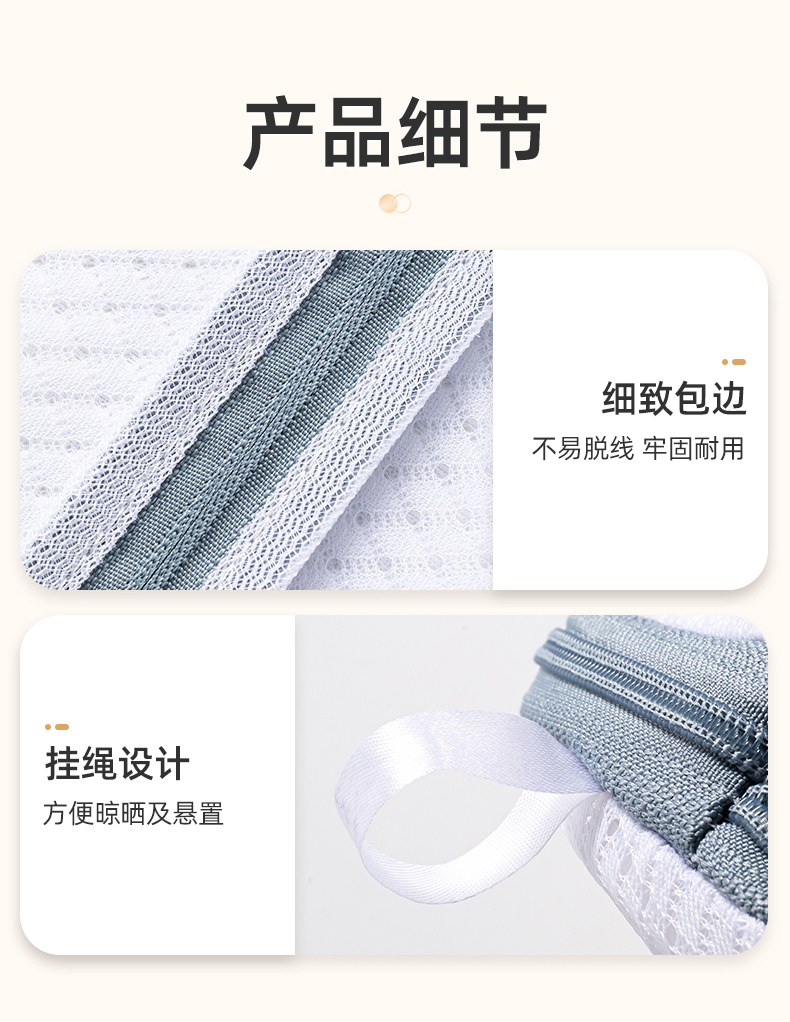 产品细节
细致包边
不易脱线 牢固耐用
挂绳设计
方便晾晒及悬置